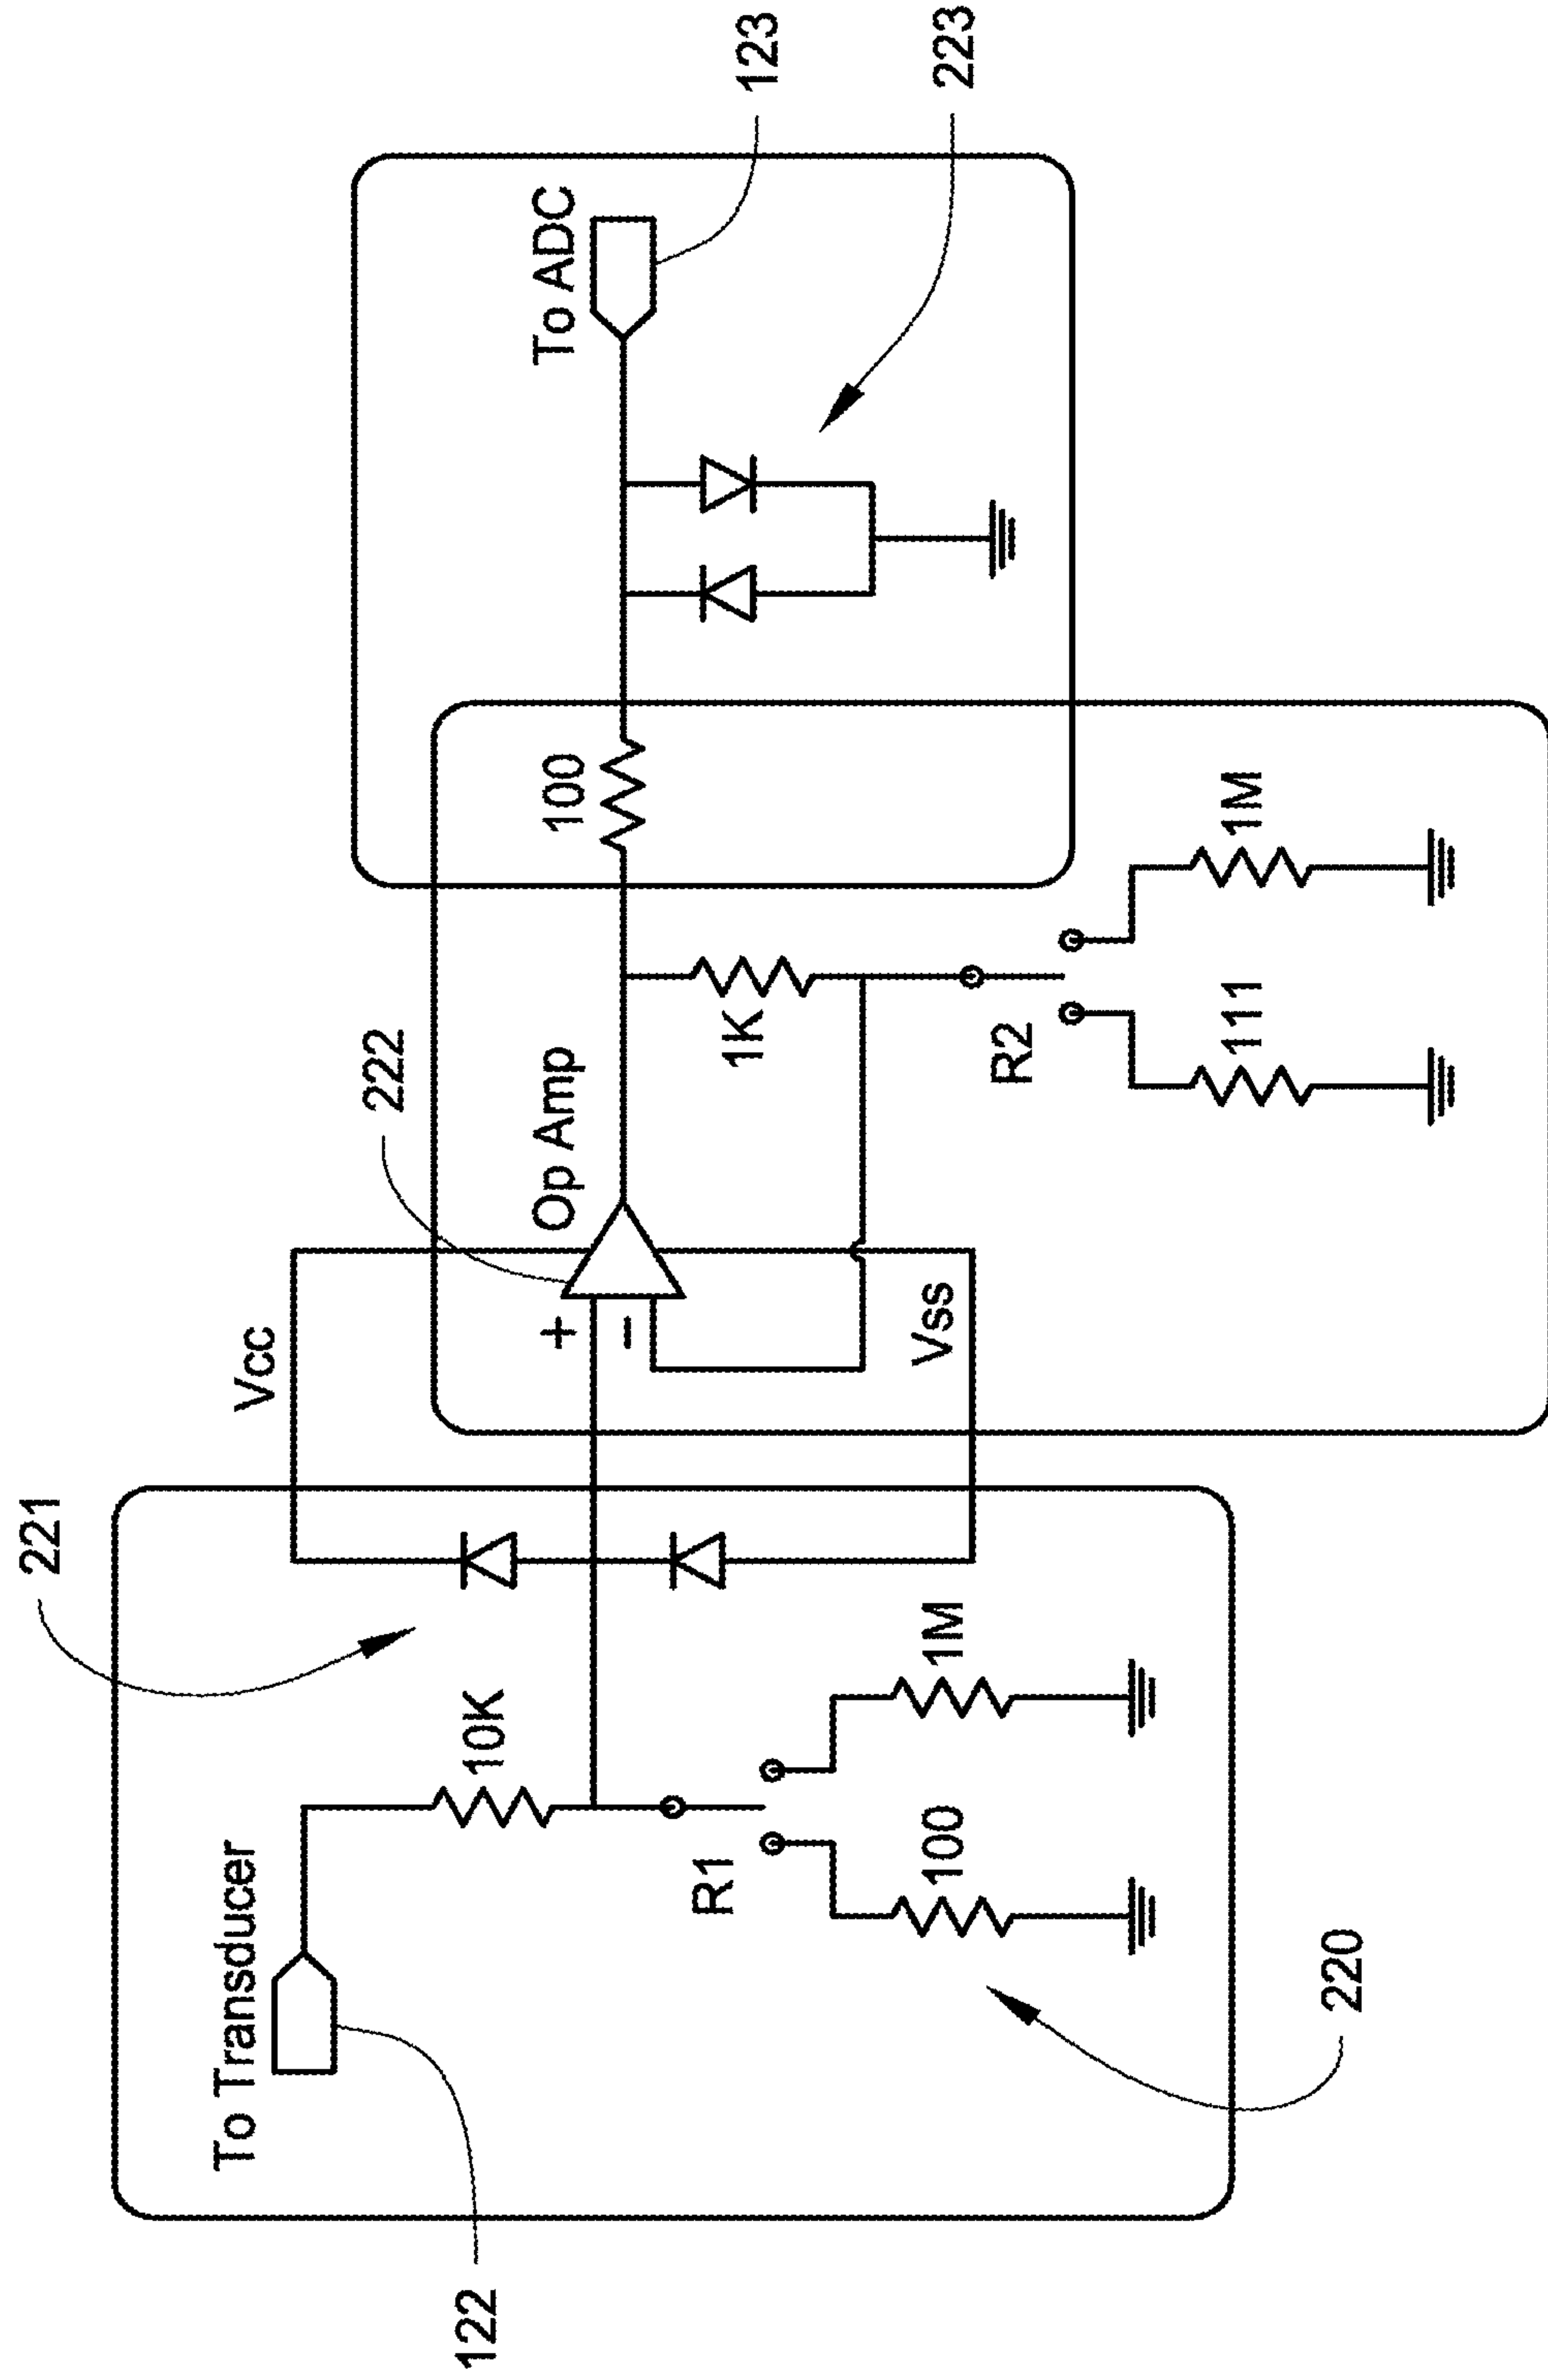 221
Vcc
222
123
To Transducer
10K
+
−
Op Amp
100
To ADC
122
R1
1K
223
100
1M
Vss
R2
111
1M
220